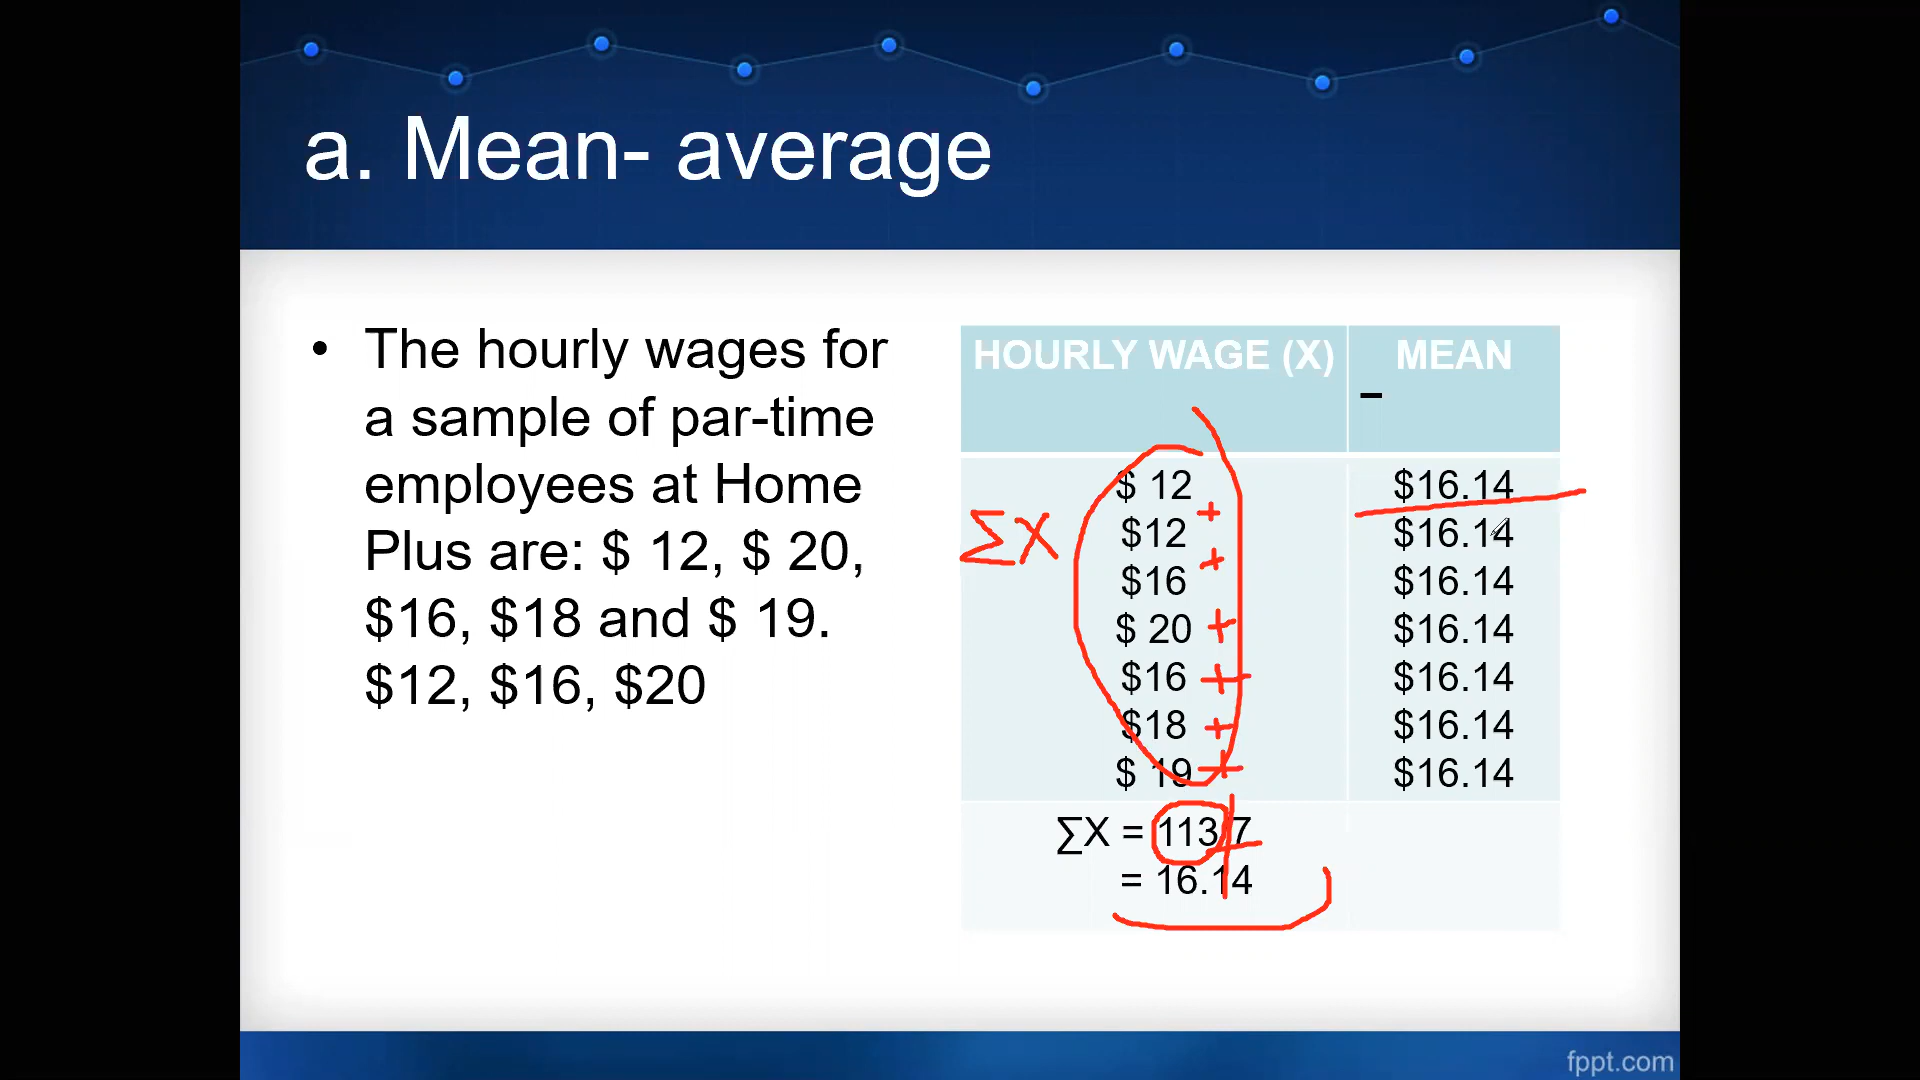 a. Mean- average
• The hourly wages for
a sample of par-time
employees at Home
Plus are: $ 12, $ 20,
$16, $18 and $ 19.
$12, $16, $20
HOURLY WAGE (X) MEAN
–
∑X
$ 12 $16.14
+
$12 $16.14
+
$16 $16.14
$ 20 + $16.14
$16 + $16.14
$18 + $16.14
$ 19 + $16.14
∑X = 113/7
= 16.14
fppt.com